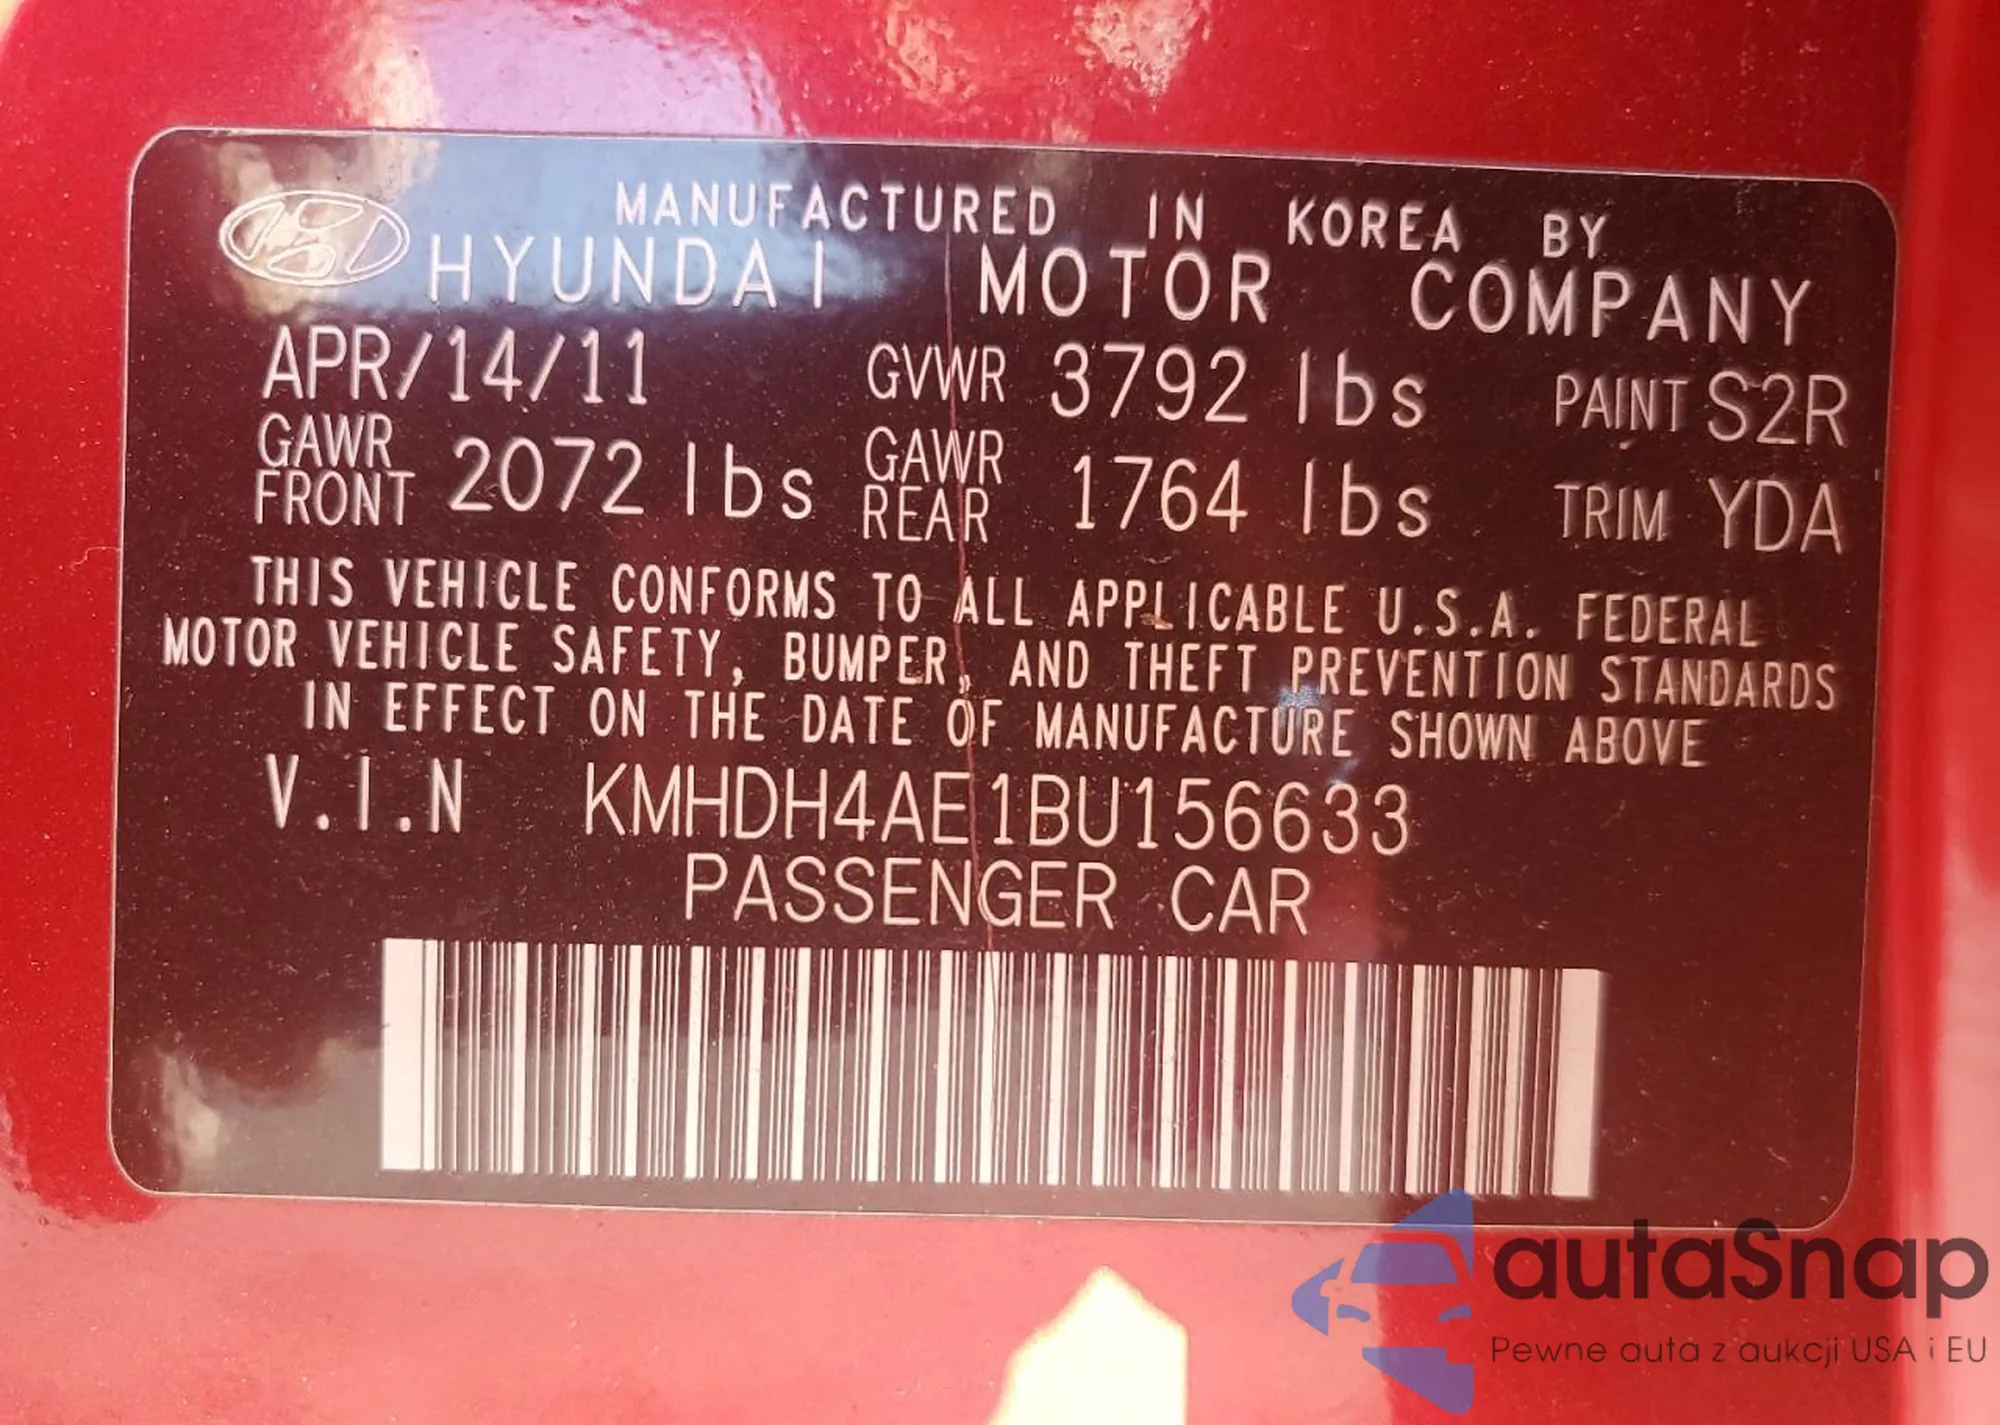 MANUFACTURED IN KOREA BY
HYUNDAI MOTOR COMPANY
APR/14/11 GVWR 3792 lbs PAINT S2R
GAWR FRONT 2072 lbs GAWR REAR 1764 lbs TRIM YDA
THIS VEHICLE CONFORMS TO ALL APPLICABLE U.S.A. FEDERAL
MOTOR VEHICLE SAFETY, BUMPER, AND THEFT PREVENTION STANDARDS
IN EFFECT ON THE DATE OF MANUFACTURE SHOWN ABOVE
V.I.N KMHDH4AE1BU156633
PASSENGER CAR
autaSnap
Pewne auta z aukcji USA i EU